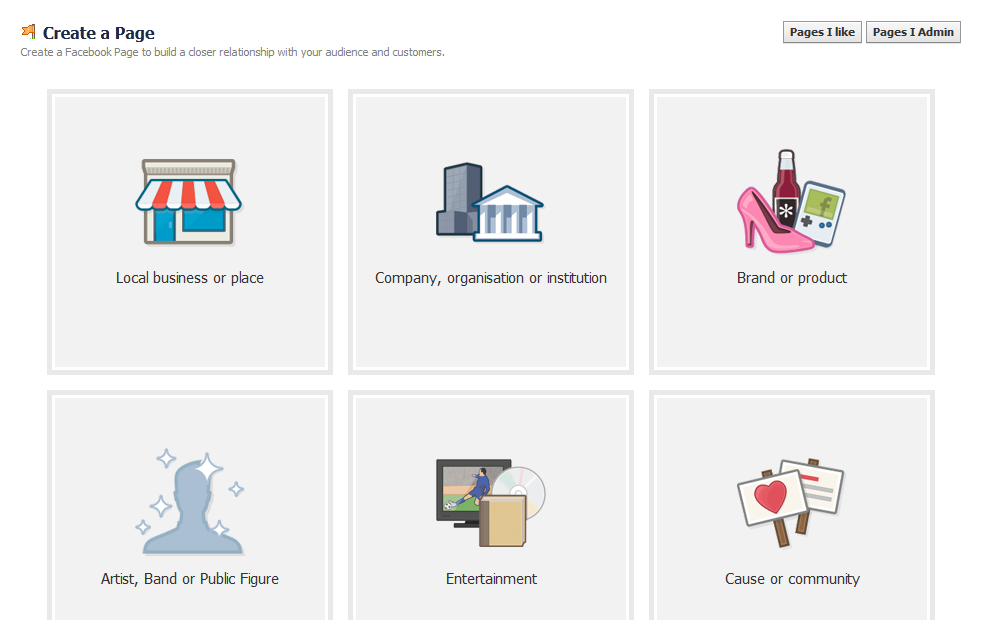 Create a Page
Pages I like
Pages I Admin
Create a Facebook Page to build a closer relationship with your audience and customers.
Local business or place
Company, organisation or institution
Brand or product
Artist, Band or Public Figure
Entertainment
Cause or community